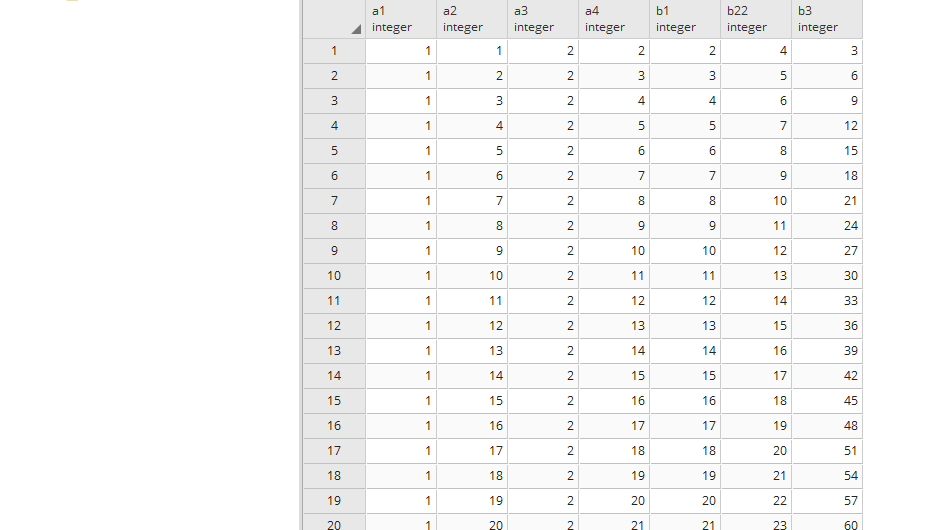 a1 a2 a3 a4 b1 b22 b3
integer integer integer integer integer integer integer
1 1 1 2 2 2 4 3
2 1 2 2 3 3 5 6
3 1 3 2 4 4 6 9
4 1 4 2 5 5 7 12
5 1 5 2 6 6 8 15
6 1 6 2 7 7 9 18
7 1 7 2 8 8 10 21
8 1 8 2 9 9 11 24
9 1 9 2 10 10 12 27
10 1 10 2 11 11 13 30
11 1 11 2 12 12 14 33
12 1 12 2 13 13 15 36
13 1 13 2 14 14 16 39
14 1 14 2 15 15 17 42
15 1 15 2 16 16 18 45
16 1 16 2 17 17 19 48
17 1 17 2 18 18 20 51
18 1 18 2 19 19 21 54
19 1 19 2 20 20 22 57
20 1 20 2 21 21 23 60